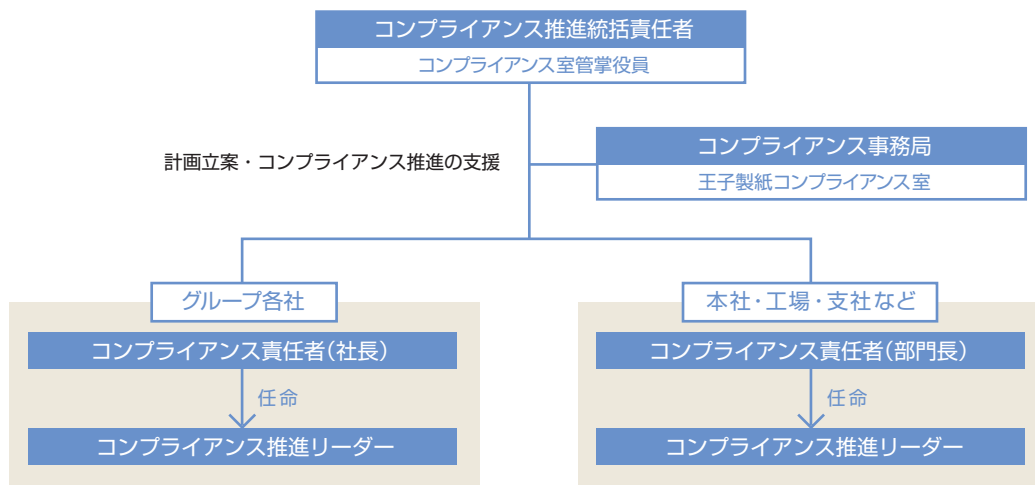 コンプライアンス推進統括責任者
コンプライアンス室管掌役員
計画立案・コンプライアンス推進の支援
コンプライアンス事務局
王子製紙コンプライアンス室
グループ各社
コンプライアンス責任者(社長)
任命
コンプライアンス推進リーダー
本社・工場・支社など
コンプライアンス責任者(部門長)
任命
コンプライアンス推進リーダー